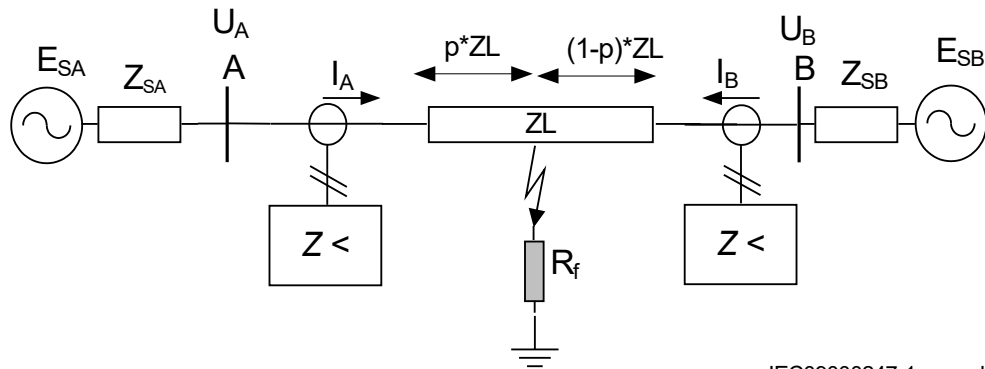 E_SA
Z_SA
U_A
A
I_A
p*ZL
(1-p)*ZL
ZL
I_B
U_B
B
Z_SB
E_SB
Z <
Z <
R_f